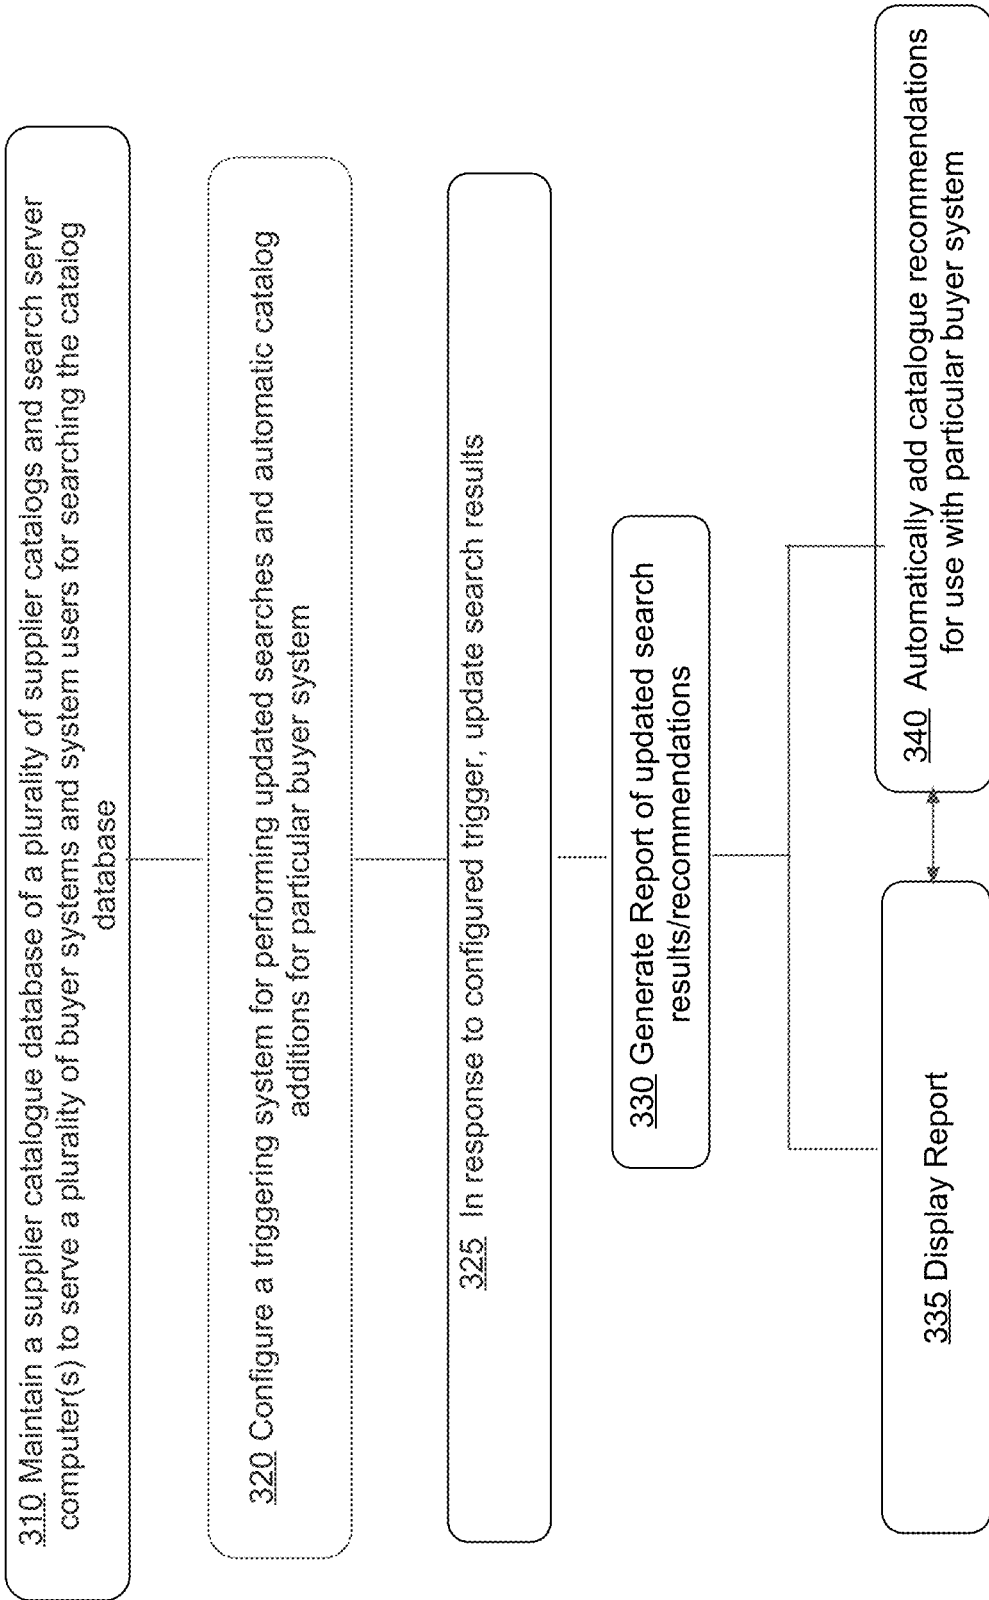 310 Maintain a supplier catalogue database of a plurality of supplier catalogs and search server
computer(s) to serve a plurality of buyer systems and system users for searching the catalog
database
320 Configure a triggering system for performing updated searches and automatic catalog
additions for particular buyer system
325 In response to configured trigger, update search results
330 Generate Report of updated search
results/recommendations
335 Display Report
340 Automatically add catalogue recommendations
for use with particular buyer system